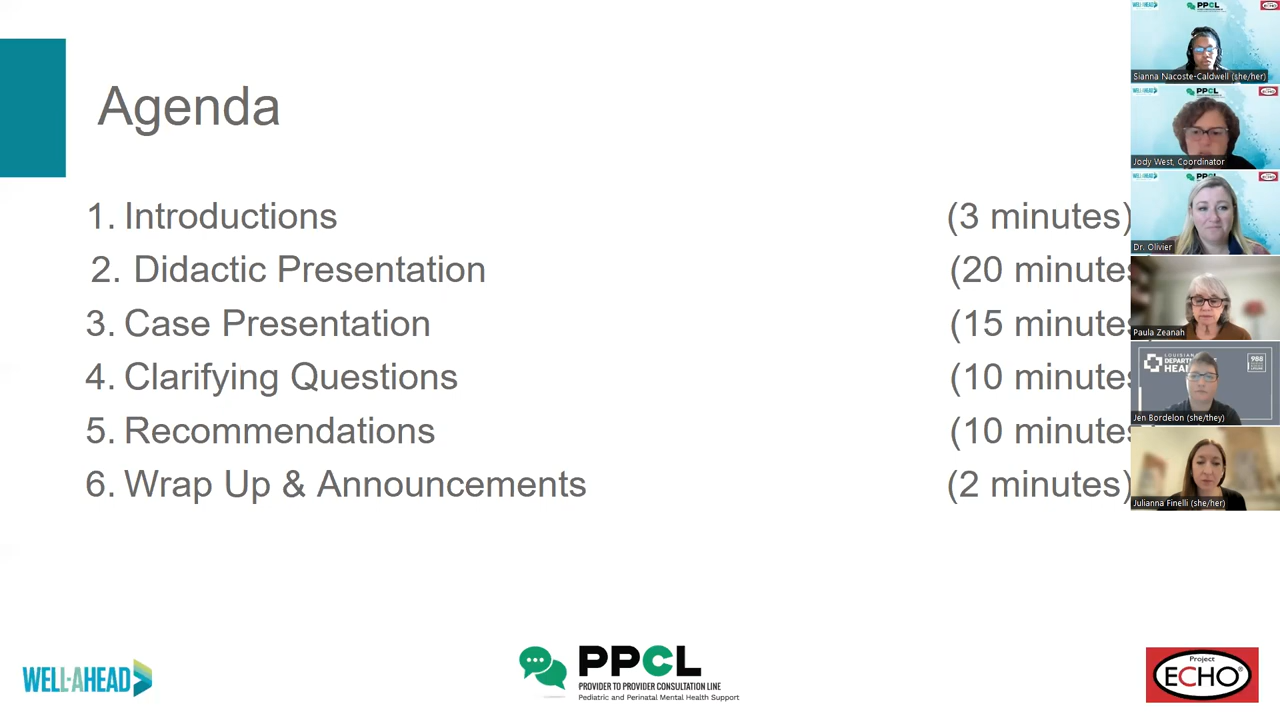 Agenda
1. Introductions (3 minutes)
2. Didactic Presentation (20 minutes
3. Case Presentation (15 minutes
4. Clarifying Questions (10 minutes
5. Recommendations (10 minutes
6. Wrap Up & Announcements (2 minutes)
PPCL
Sianna Nacoste-Caldwell (she/her)
PPCL
Jody West, Coordinator
Dr. Olivier
Paula Zeanah
988
Jen Bordelon (she/they)
Julianna Finelli (she/her)
WELL-AHEAD
PPCL
PROVIDER TO PROVIDER CONSULTATION LINE
Pediatric and Perinatal Mental Health Support
Project
ECHO®